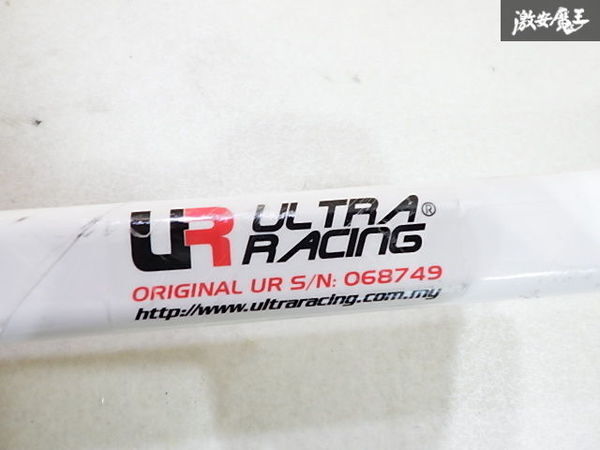 激安魔王
UR ULTRA RACING®
ORIGINAL UR S/N: 068749
http://www.ultraracing.com.my